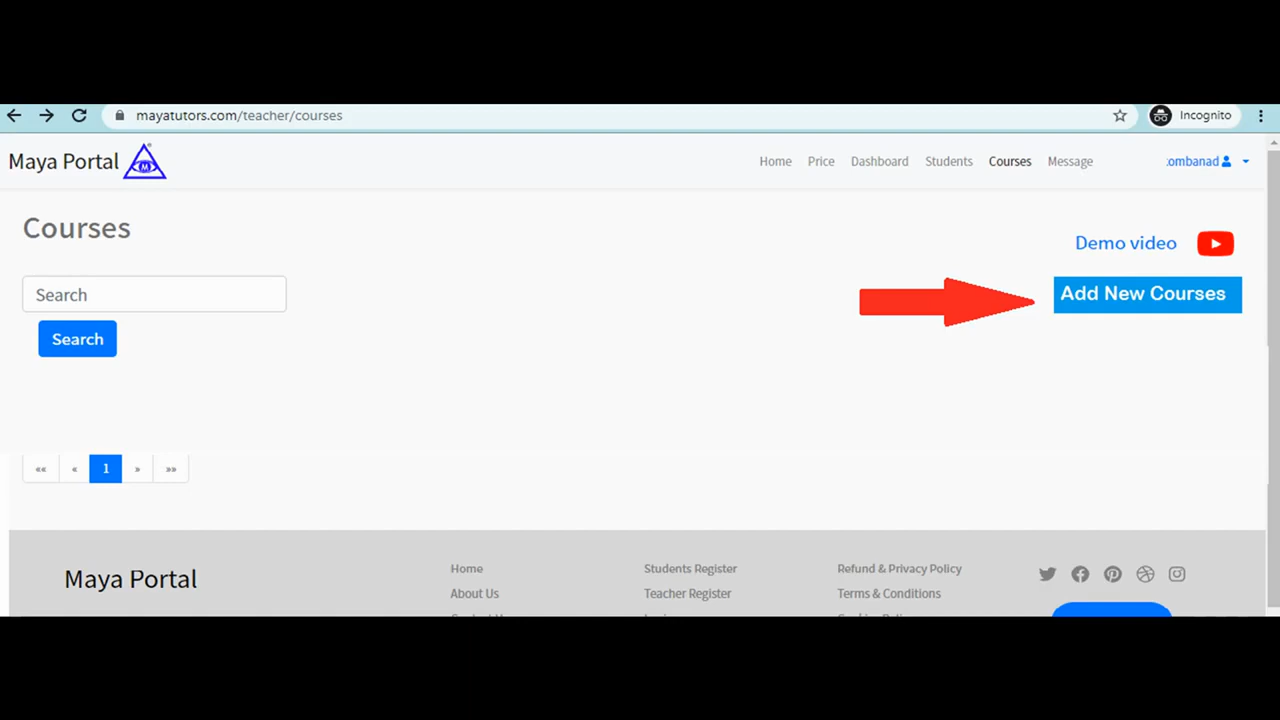 mayatutors.com/teacher/courses
Incognito
Maya Portal
M
Home Price Dashboard Students Courses Message
ombanad
Courses
Demo video
Search
Add New Courses
Search
«« « 1 » »»
Maya Portal
Home
About Us
Students Register
Teacher Register
Refund & Privacy Policy
Terms & Conditions